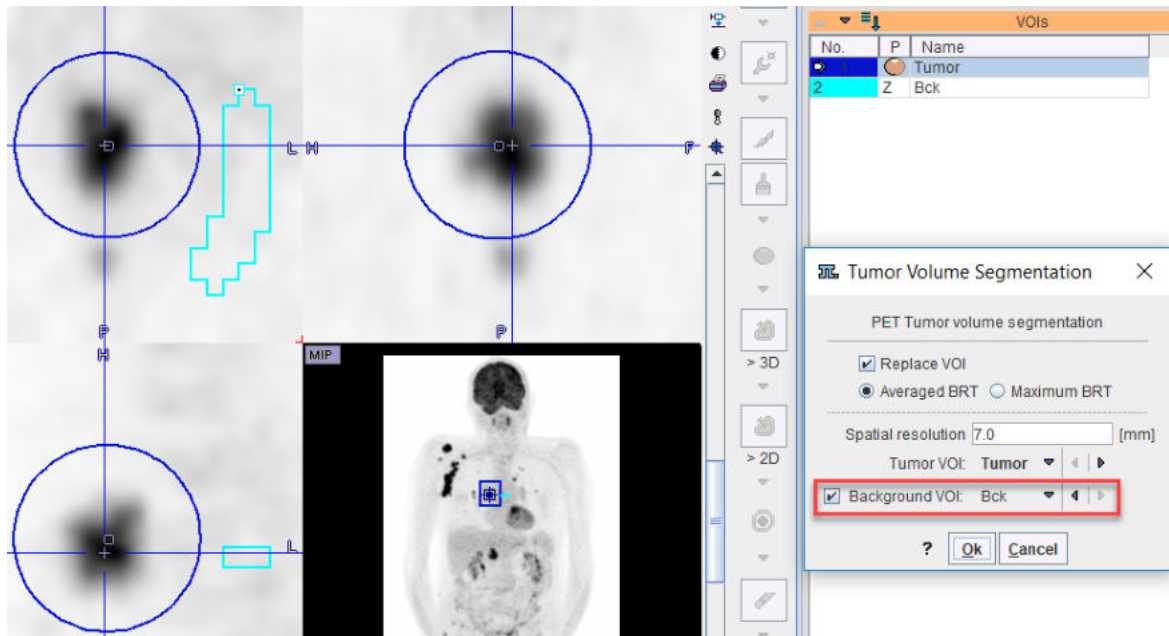 VOIs
No. P Name
1 Tumor
2 Z Bck
L H F
P P
H
L
MIP
> 3D
> 2D
Tumor Volume Segmentation
PET Tumor volume segmentation
Replace VOI
Averaged BRT Maximum BRT
Spatial resolution 7.0 [mm]
Tumor VOI: Tumor
Background VOI: Bck
? Ok Cancel